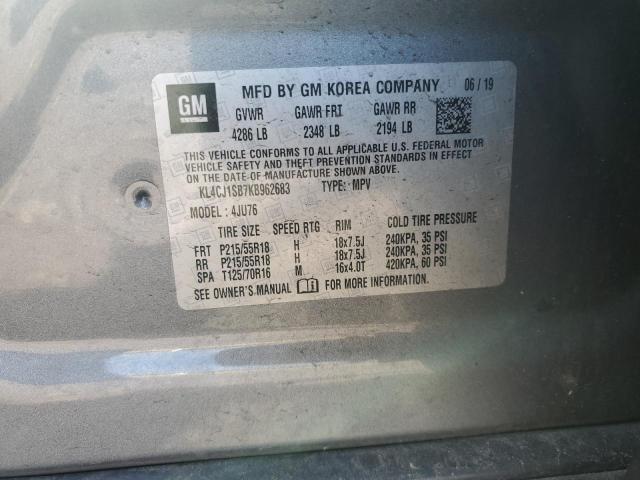 GM
MFD BY GM KOREA COMPANY 06 / 19
GVWR GAWR FRT GAWR RR
4286 LB 2348 LB 2194 LB
THIS VEHICLE CONFORMS TO ALL APPLICABLE U.S. FEDERAL MOTOR
VEHICLE SAFETY AND THEFT PREVENTION STANDARDS IN EFFECT ON
THE DATE OF MANUFACTURE SHOWN ABOVE.
KL4CJ1SB7KB962683 TYPE: MPV
MODEL: 4JU76
TIRE SIZE SPEED RTG RIM COLD TIRE PRESSURE
FRT P215/55R18 H 18x7.5J 240KPA, 35 PSI
RR P215/55R18 H 18x7.5J 240KPA, 35 PSI
SPA T125/70R16 M 16x4.0T 420KPA, 60 PSI
SEE OWNER'S MANUAL FOR MORE INFORMATION.